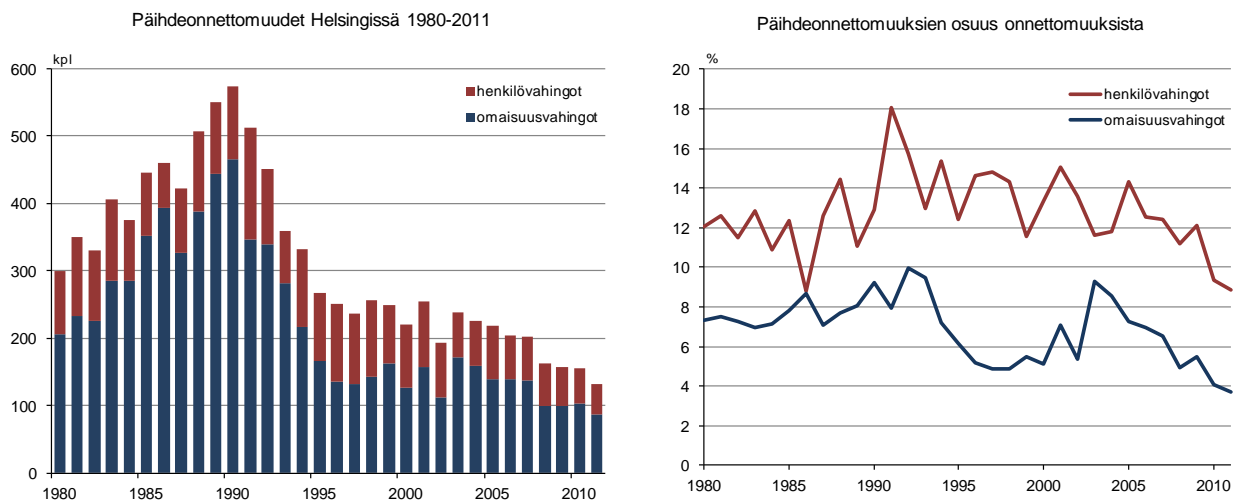 Päihdeonnettomuudet Helsingissä 1980-2011
kpl
600
500
400
300
200
100
0
henkilövahingot
omaisuusvahingot
1980 1985 1990 1995 2000 2005 2010
Päihdeonnettomuuksien osuus onnettomuuksista
%
20
18
16
14
12
10
8
6
4
2
0
henkilövahingot
omaisuusvahingot
1980 1985 1990 1995 2000 2005 2010